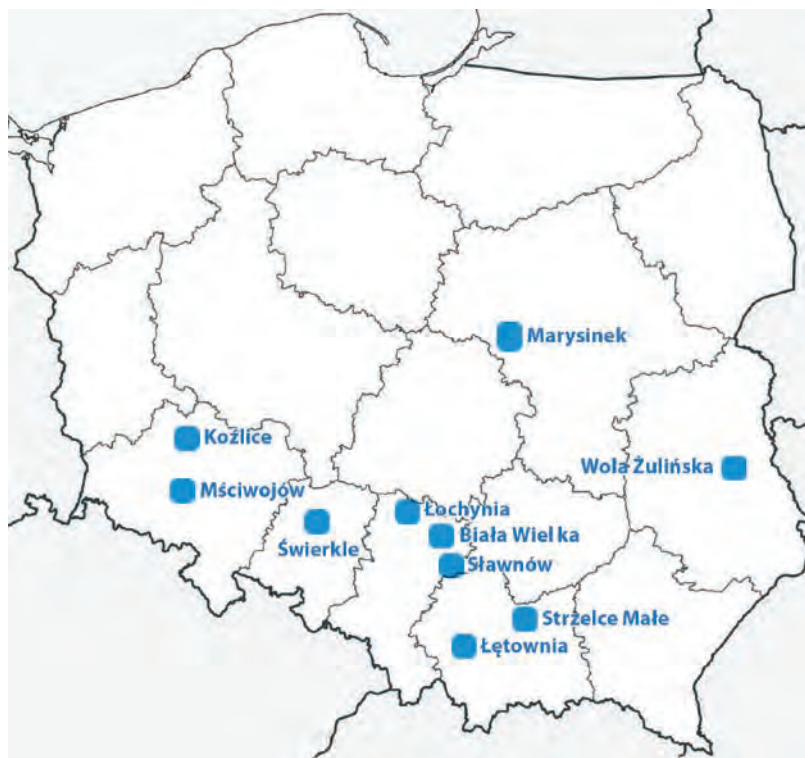 Marysinek
Koźlice
Wola Żulińska
Mściwojów
Łochynia
Biała Wielka
Świerkle
Sławnów
Strzelce Małe
Łętownia